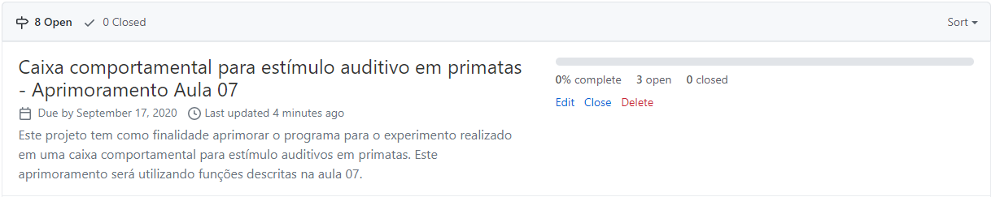 8 Open 0 Closed Sort
Caixa comportamental para estímulo auditivo em primatas
- Aprimoramento Aula 07
Due by September 17, 2020 Last updated 4 minutes ago
Este projeto tem como finalidade aprimorar o programa para o experimento realizado
em uma caixa comportamental para estímulo auditivos em primatas. Este
aprimoramento será utilizando funções descritas na aula 07.
0% complete 3 open 0 closed
Edit Close Delete